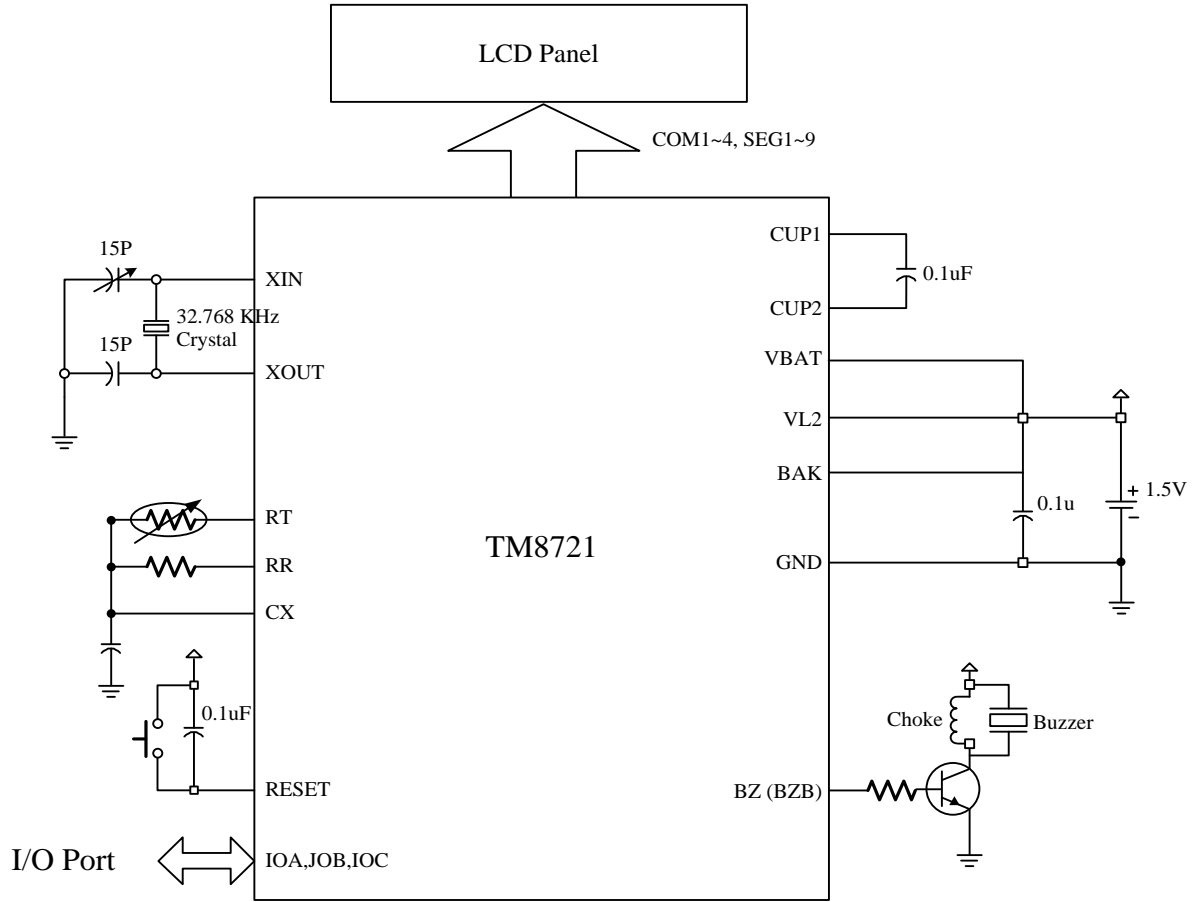 LCD Panel
COM1~4, SEG1~9
15P
XIN
32.768 KHz
Crystal
15P
XOUT
RT
RR
CX
0.1uF
RESET
I/O Port
IOA,JOB,IOC
TM8721
CUP1
0.1uF
CUP2
VBAT
VL2
BAK
0.1u
+ 1.5V
GND
Choke
Buzzer
BZ (BZB)